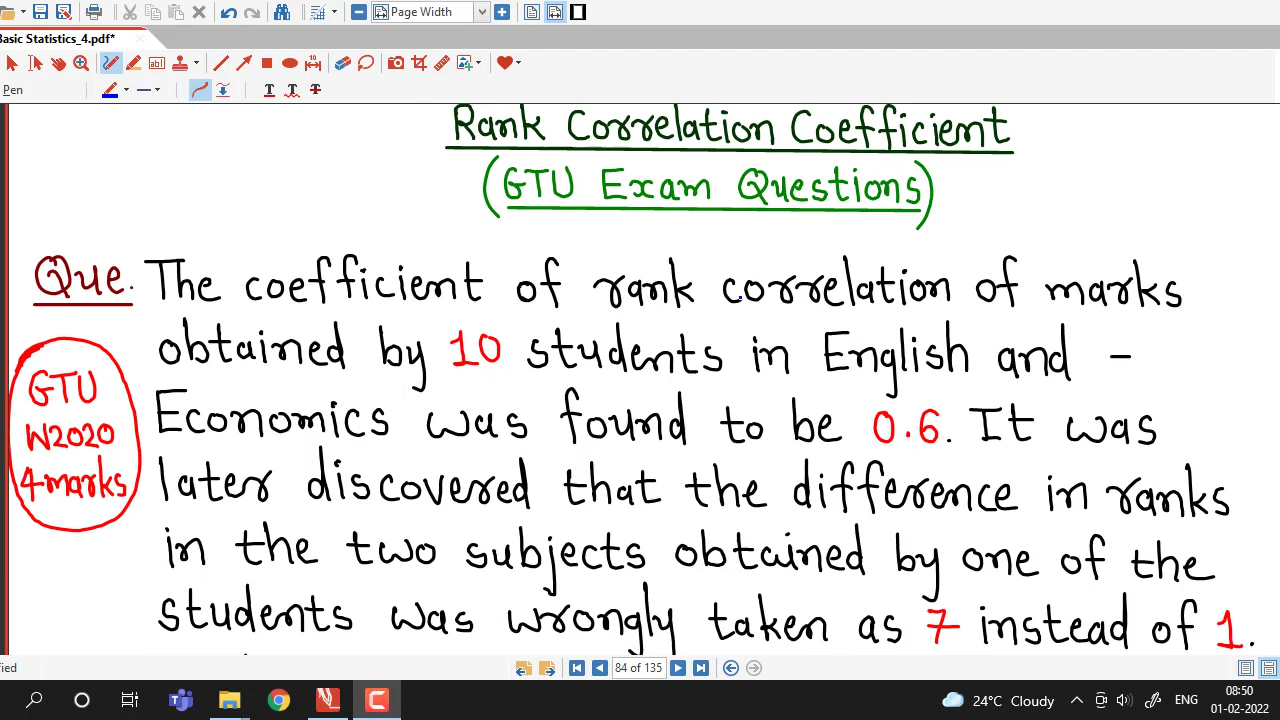 Page Width
Basic Statistics_4.pdf*
Pen
Rank Correlation Coefficient
(GTU Exam Questions)
Que. The coefficient of rank correlation of marks
obtained by 10 students in English and -
Economics was found to be 0.6. It was
later discovered that the difference in ranks
in the two subjects obtained by one of the
students was wrongly taken as 7 instead of 1.
GTU
W2020
4 marks
fied
84 of 135
24°C Cloudy
ENG
08:50
01-02-2022